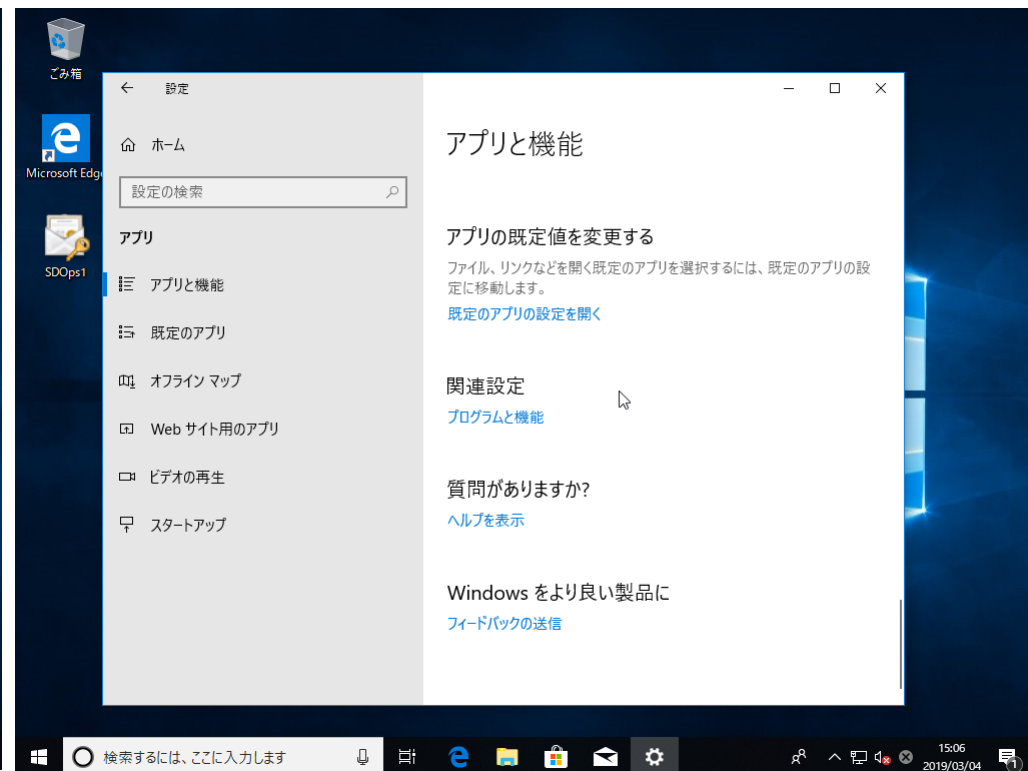 ごみ箱
Microsoft Edg
SDOps1
設定
ホーム
設定の検索
アプリ
アプリと機能
既定のアプリ
オフライン マップ
Web サイト用のアプリ
ビデオの再生
スタートアップ
アプリと機能
アプリの既定値を変更する
ファイル、リンクなどを開く既定のアプリを選択するには、既定のアプリの設
定に移動します。
既定のアプリの設定を開く
関連設定
プログラムと機能
質問がありますか?
ヘルプを表示
Windows をより良い製品に
フィードバックの送信
検索するには、ここに入力します
15:06
2019/03/04
1